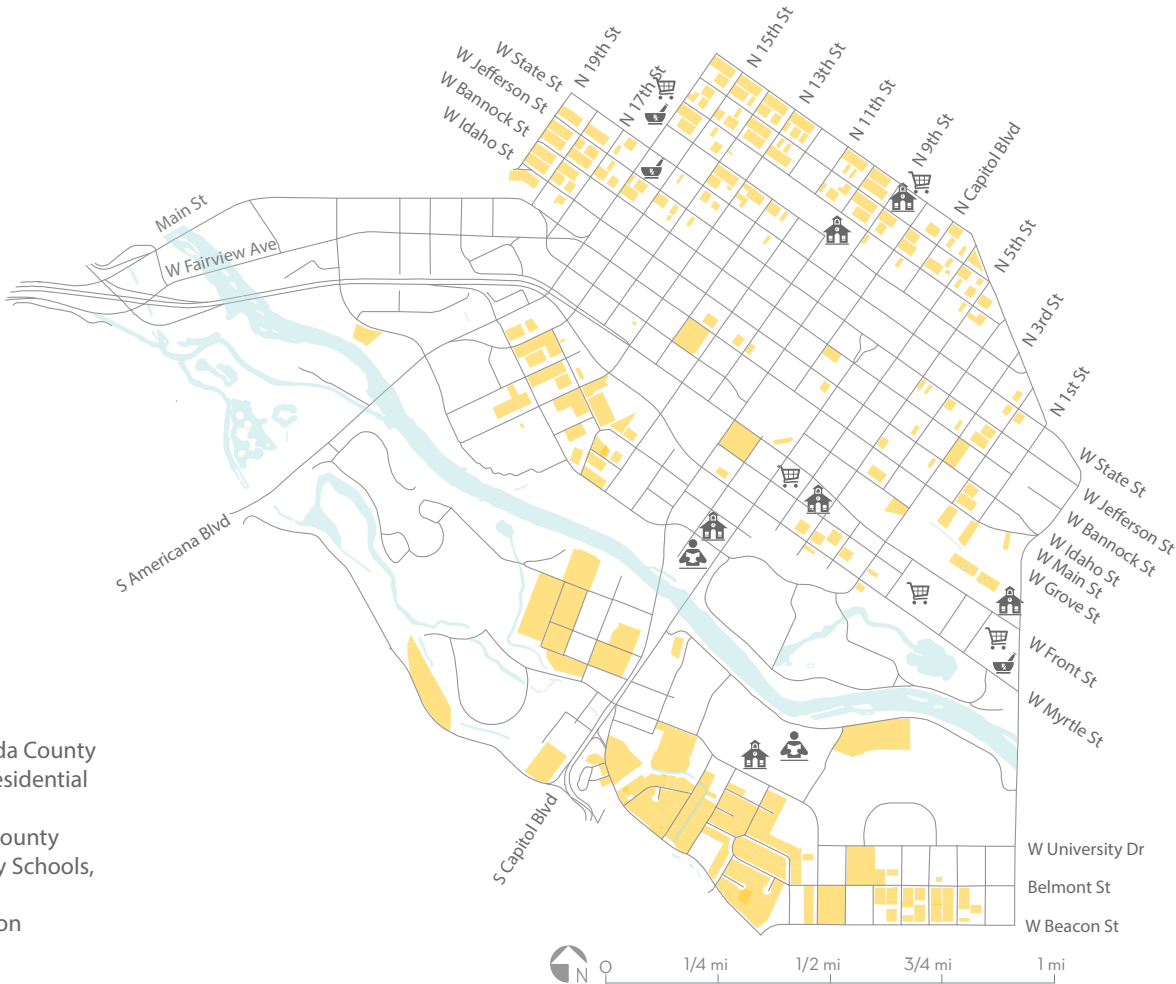 W State St
W Jefferson St
W Bannock St
W Idaho St
N 19th St
N 17th St
N 15th St
N 13th St
N 11th St
N 9th St
N Capitol Blvd
N 5th St
N 3rd St
N 1st St
Main St
W Fairview Ave
S Americana Blvd
W State St
W Jefferson St
W Bannock St
W Idaho St
W Main St
W Grove St
W Front St
W Myrtle St
S Capitol Blvd
W University Dr
Belmont St
W Beacon St
da County
esidential
ounty
y Schools,
on
N
0
1/4 mi
1/2 mi
3/4 mi
1 mi